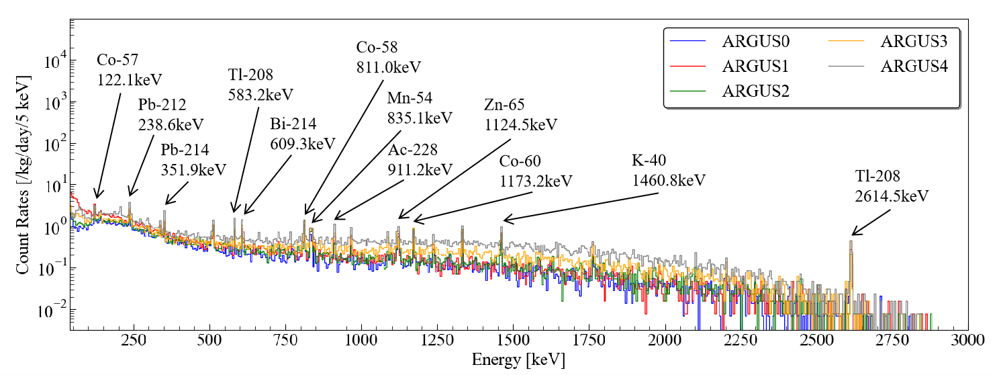 Count Rates [/kg/day/5 keV]
10^4
10^3
10^2
10^1
10^0
10^−1
10^−2
Co-57
122.1keV
Pb-212
238.6keV
Pb-214
351.9keV
Tl-208
583.2keV
Bi-214
609.3keV
Co-58
811.0keV
Mn-54
835.1keV
Ac-228
911.2keV
Zn-65
1124.5keV
Co-60
1173.2keV
K-40
1460.8keV
Tl-208
2614.5keV
ARGUS0
ARGUS1
ARGUS2
ARGUS3
ARGUS4
250 500 750 1000 1250 1500 1750 2000 2250 2500 2750 3000
Energy [keV]